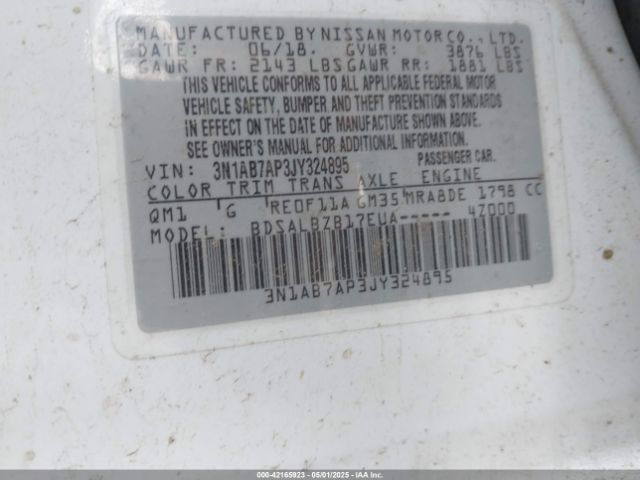 MANUFACTURED BY NISSAN MOTOR CO., LTD.
DATE: 06/18. GVWR: 3876 LBS
GAWR FR: 2143 LBS GAWR RR: 1881 LBS
THIS VEHICLE CONFORMS TO ALL APPLICABLE FEDERAL MOTOR
VEHICLE SAFETY, BUMPER AND THEFT PREVENTION STANDARDS
IN EFFECT ON THE DATE OF MANUFACTURE SHOWN ABOVE.
SEE OWNER'S MANUAL FOR ADDITIONAL INFORMATION.
VIN: 3N1AB7AP3JY324895 PASSENGER CAR.
COLOR TRIM TRANS AXLE ENGINE
QM1 G RE0F11A GM35 MRA8DE 1798 CC
MODEL: BDSALBZB17EUA----- 4Z000
3N1AB7AP3JY324895
000-42165923 - 05/01/2025 - COPYRIGHT IAA, LLC.